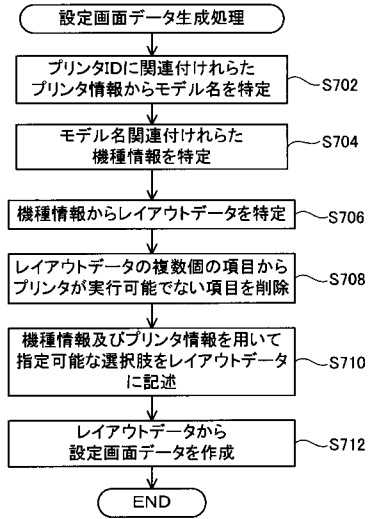 設定画面データ生成処理
プリンタIDに関連付けれらた
プリンタ情報からモデル名を特定
S702
モデル名関連付けれらた
機種情報を特定
S704
機種情報からレイアウトデータを特定
S706
レイアウトデータの複数個の項目から
プリンタが実行可能でない項目を削除
S708
機種情報及びプリンタ情報を用いて
指定可能な選択肢をレイアウトデータ
に記述
S710
レイアウトデータから
設定画面データを作成
S712
END